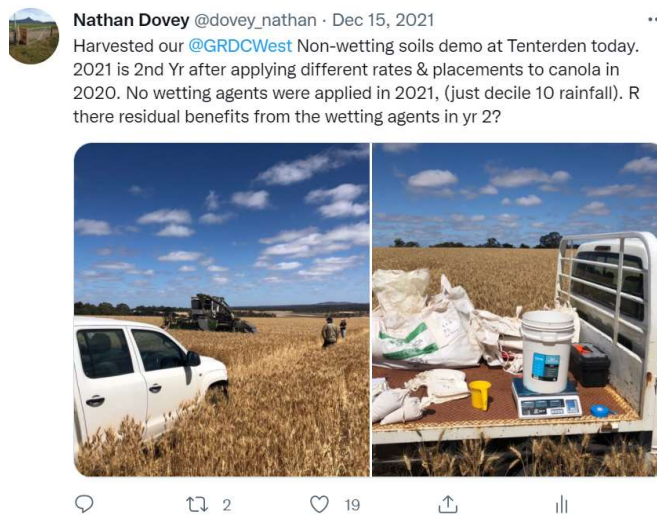 Nathan Dovey @dovey_nathan · Dec 15, 2021
Harvested our @GRDCWest Non-wetting soils demo at Tenterden today.
2021 is 2nd Yr after applying different rates & placements to canola in
2020. No wetting agents were applied in 2021, (just decile 10 rainfall). R
there residual benefits from the wetting agents in yr 2?
2
19